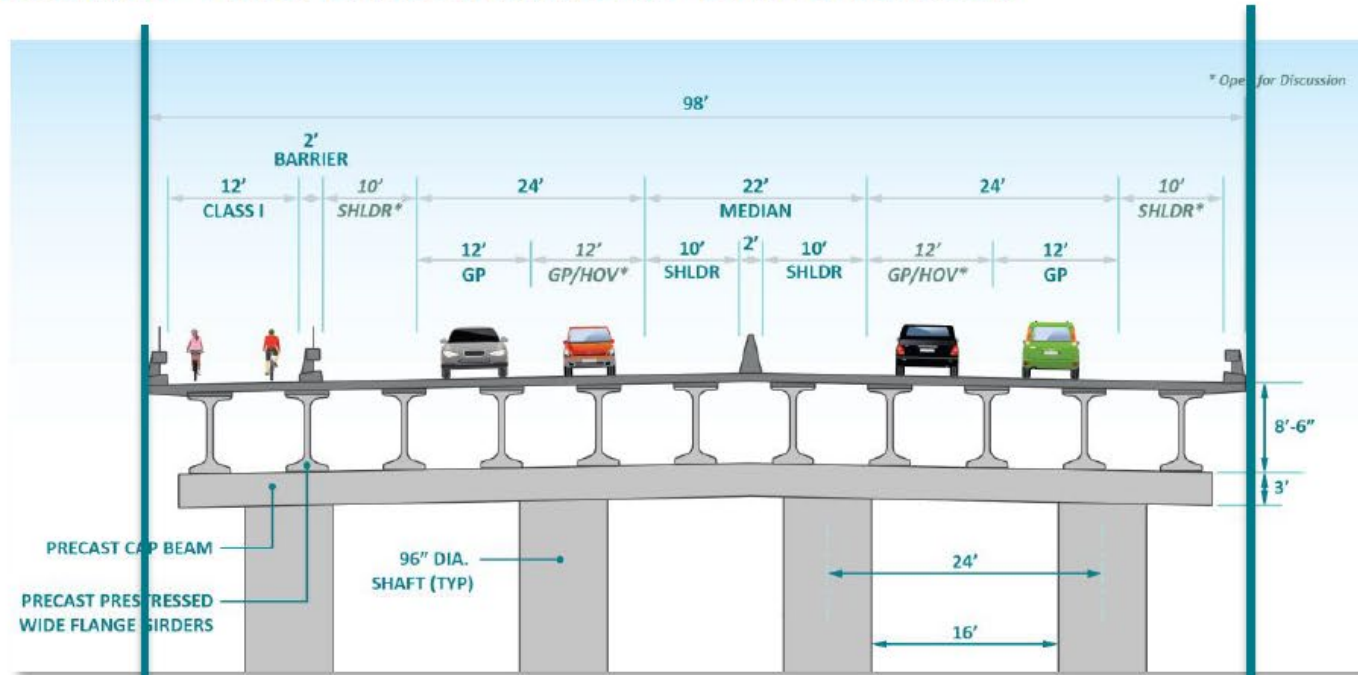 * Open for Discussion
98'
2'
BARRIER
12'
CLASS I
10'
SHLDR*
24'
22'
MEDIAN
24'
10'
SHLDR*
12'
GP
12'
GP/HOV*
10'
SHLDR
2'
10'
SHLDR
12'
GP/HOV*
12'
GP
8'-6"
3'
PRECAST CAP BEAM
96" DIA.
SHAFT (TYP)
24'
PRECAST PRESTRESSED
WIDE FLANGE GIRDERS
16'